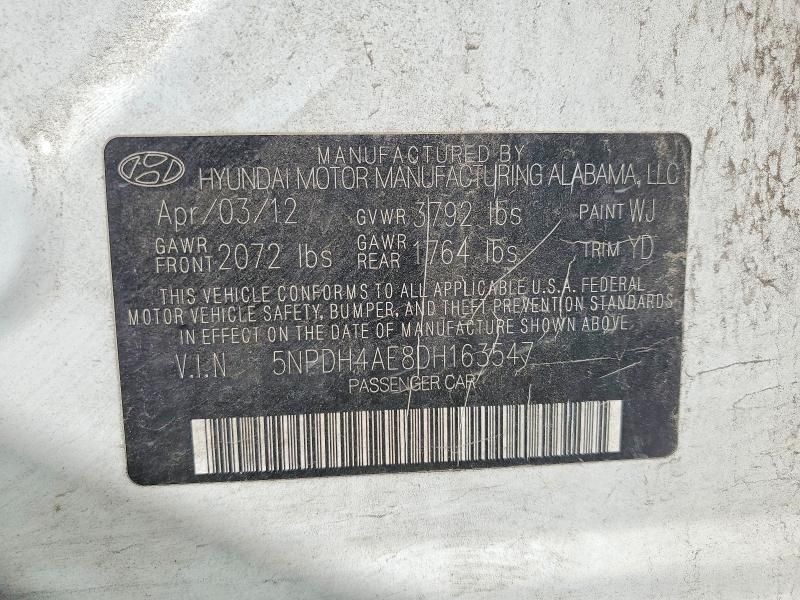 MANUFACTURED BY
HYUNDAI MOTOR MANUFACTURING ALABAMA, LLC
Apr/03/12 GVWR 3792 lbs PAINT WJ
GAWR FRONT 2072 lbs GAWR REAR 1764 lbs TRIM YD
THIS VEHICLE CONFORMS TO ALL APPLICABLE U.S.A. FEDERAL
MOTOR VEHICLE SAFETY, BUMPER, AND THEFT PREVENTION STANDARDS
IN EFFECT ON THE DATE OF MANUFACTURE SHOWN ABOVE.
V.I.N 5NPDH4AE8DH163547
PASSENGER CAR